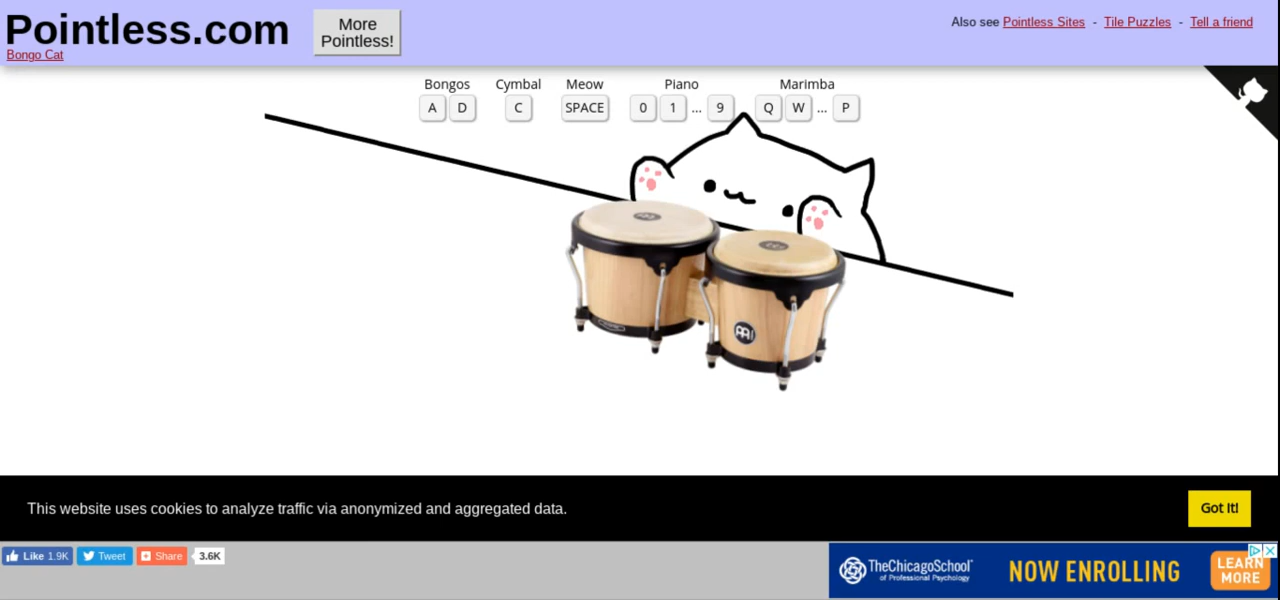 Pointless.com
Bongo Cat
More
Pointless!
Also see Pointless Sites - Tile Puzzles - Tell a friend
Bongos Cymbal Meow Piano Marimba
A D C SPACE 0 1 ... 9 Q W ... P
This website uses cookies to analyze traffic via anonymized and aggregated data.
Got It!
Like 1.9K Tweet Share 3.6K
TheChicagoSchool
of Professional Psychology
NOW ENROLLING
LEARN
MORE